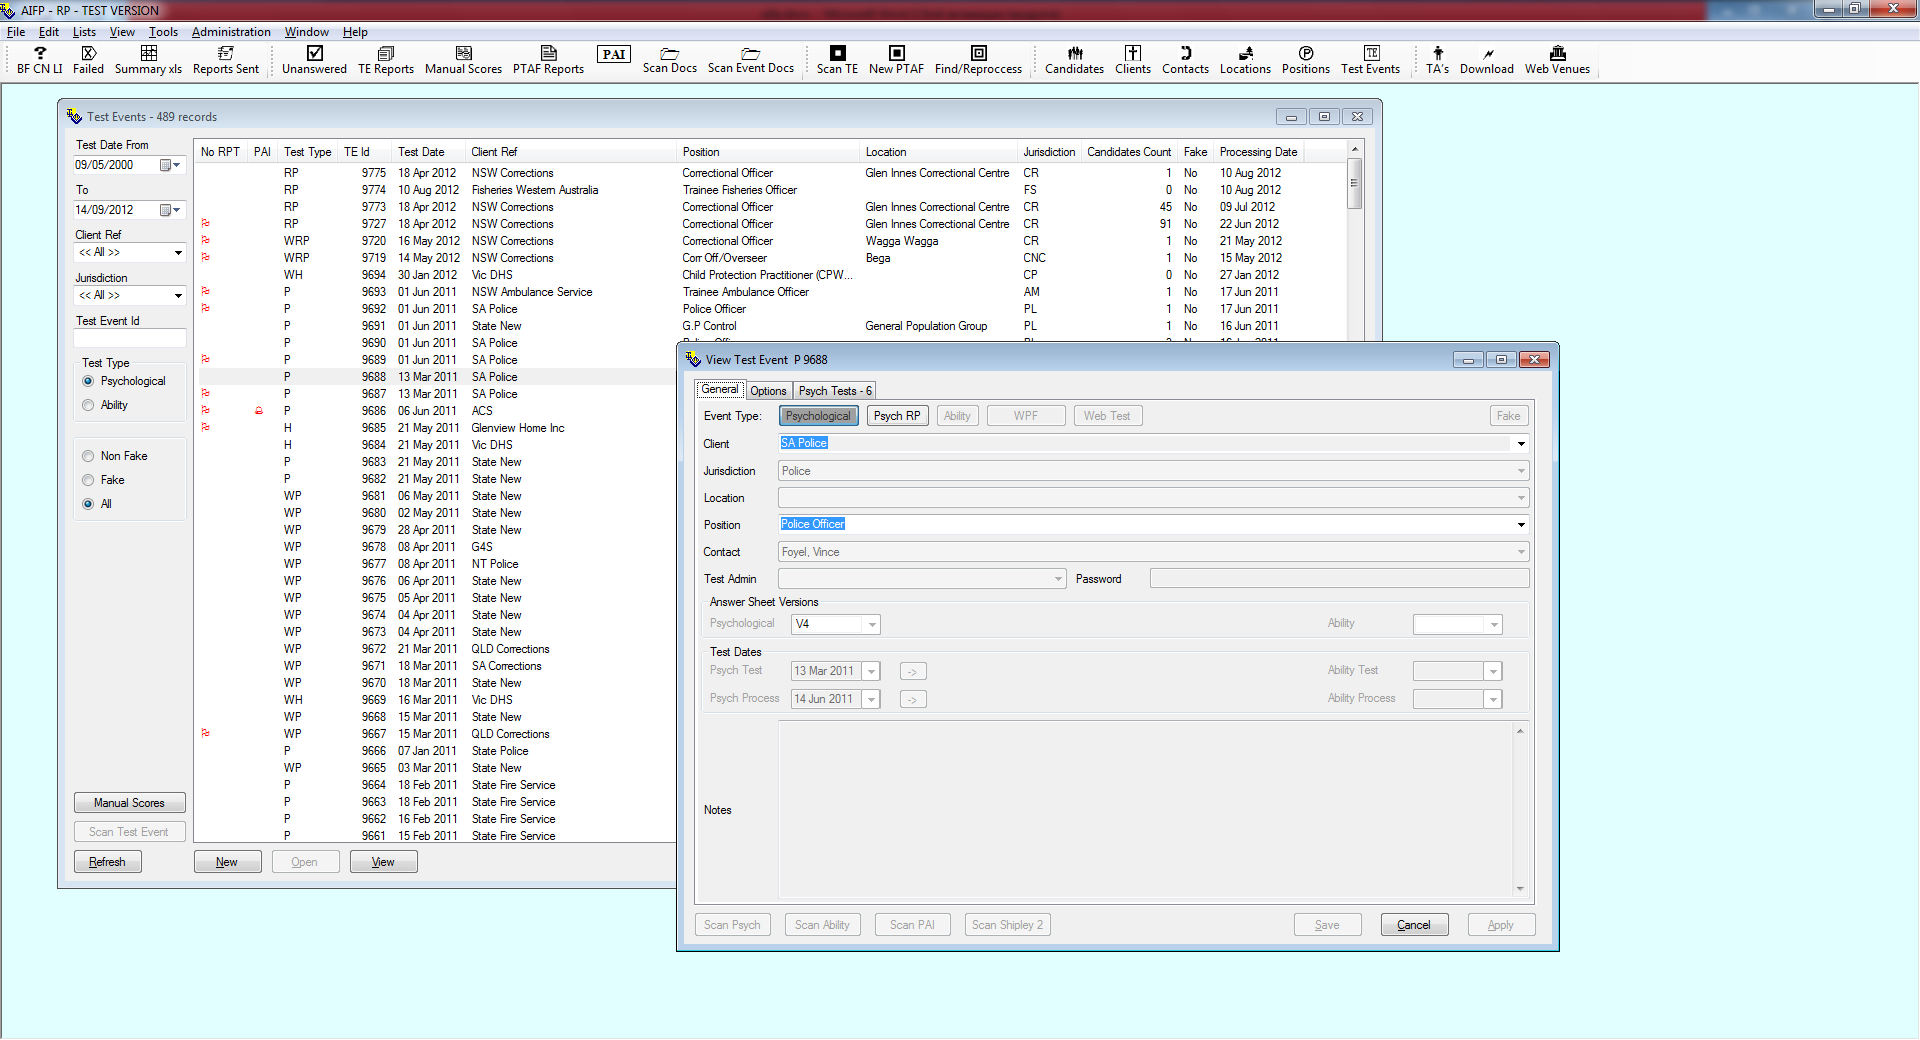 AIFP - RP - TEST VERSION
File Edit Lists View Tools Administration Window Help
BF CN LI Failed Summary xls Reports Sent Unanswered TE Reports Manual Scores PTAF Reports PAI Scan Docs Scan Event Docs Scan TE New PTAF Find/Reproccess Candidates Clients Contacts Locations Positions Test Events TA's Download Web Venues
Test Events - 489 records
Test Date From
09/05/2000
To
14/09/2012
Client Ref
<< All >>
Jurisdiction
<< All >>
Test Event Id
Test Type
Psychological
Ability
Non Fake
Fake
All
Manual Scores
Scan Test Event
Refresh
No RPT PAI Test Type TE Id Test Date Client Ref Position Location Jurisdiction Candidates Count Fake Processing Date
RP 9775 18 Apr 2012 NSW Corrections Correctional Officer Glen Innes Correctional Centre CR 1 No 10 Aug 2012
RP 9774 10 Aug 2012 Fisheries Western Australia Trainee Fisheries Officer FS 0 No 10 Aug 2012
RP 9773 18 Apr 2012 NSW Corrections Correctional Officer Glen Innes Correctional Centre CR 45 No 09 Jul 2012
RP 9727 18 Apr 2012 NSW Corrections Correctional Officer Glen Innes Correctional Centre CR 91 No 22 Jun 2012
WRP 9720 16 May 2012 NSW Corrections Correctional Officer Wagga Wagga CR 1 No 21 May 2012
WRP 9719 14 May 2012 NSW Corrections Corr Off/Overseer Bega CNC 1 No 15 May 2012
WH 9694 30 Jan 2012 Vic DHS Child Protection Practitioner (CPW... CP 0 No 27 Jan 2012
P 9693 01 Jun 2011 NSW Ambulance Service Trainee Ambulance Officer AM 1 No 17 Jun 2011
P 9692 01 Jun 2011 SA Police Police Officer PL 1 No 17 Jun 2011
P 9691 01 Jun 2011 State New G.P Control General Population Group PL 1 No 16 Jun 2011
P 9690 01 Jun 2011 SA Police
P 9689 01 Jun 2011 SA Police
P 9688 13 Mar 2011 SA Police
P 9687 13 Mar 2011 SA Police
P 9686 06 Jun 2011 ACS
H 9685 21 May 2011 Glenview Home Inc
H 9684 21 May 2011 Vic DHS
P 9683 21 May 2011 State New
P 9682 21 May 2011 State New
WP 9681 06 May 2011 State New
WP 9680 02 May 2011 State New
WP 9679 28 Apr 2011 State New
WP 9678 08 Apr 2011 G4S
WP 9677 08 Apr 2011 NT Police
WP 9676 06 Apr 2011 State New
WP 9675 05 Apr 2011 State New
WP 9674 04 Apr 2011 State New
WP 9673 04 Apr 2011 State New
WP 9672 21 Mar 2011 QLD Corrections
WP 9671 18 Mar 2011 SA Corrections
WP 9670 18 Mar 2011 State New
WH 9669 16 Mar 2011 Vic DHS
WP 9668 15 Mar 2011 State New
WP 9667 15 Mar 2011 QLD Corrections
P 9666 07 Jan 2011 State Police
WP 9665 03 Mar 2011 State New
P 9664 18 Feb 2011 State Fire Service
P 9663 18 Feb 2011 State Fire Service
P 9662 16 Feb 2011 State Fire Service
P 9661 15 Feb 2011 State Fire Service
New Open View
View Test Event P 9688
General Options Psych Tests - 6
Event Type: Psychological Psych RP Ability WPF Web Test Fake
Client SA Police
Jurisdiction Police
Location
Position Police Officer
Contact Foyel, Vince
Test Admin Password
Answer Sheet Versions
Psychological V4 Ability
Test Dates
Psych Test 13 Mar 2011 -> Ability Test
Psych Process 14 Jun 2011 -> Ability Process
Notes
Scan Psych Scan Ability Scan PAI Scan Shipley 2 Save Cancel Apply